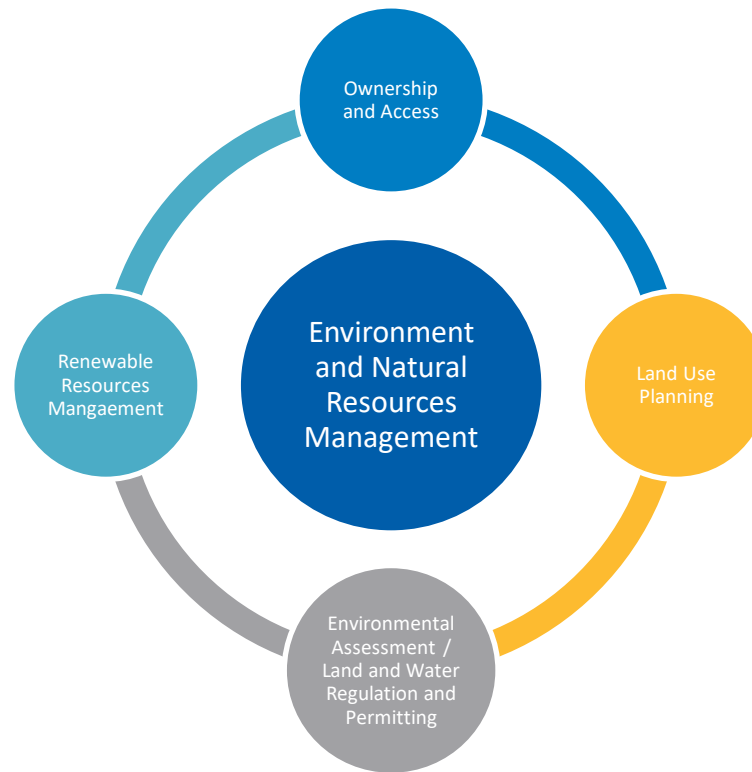 Ownership
and Access
Environment
and Natural
Resources
Management
Renewable
Resources
Mangaement
Land Use
Planning
Environmental
Assessment /
Land and Water
Regulation and
Permitting